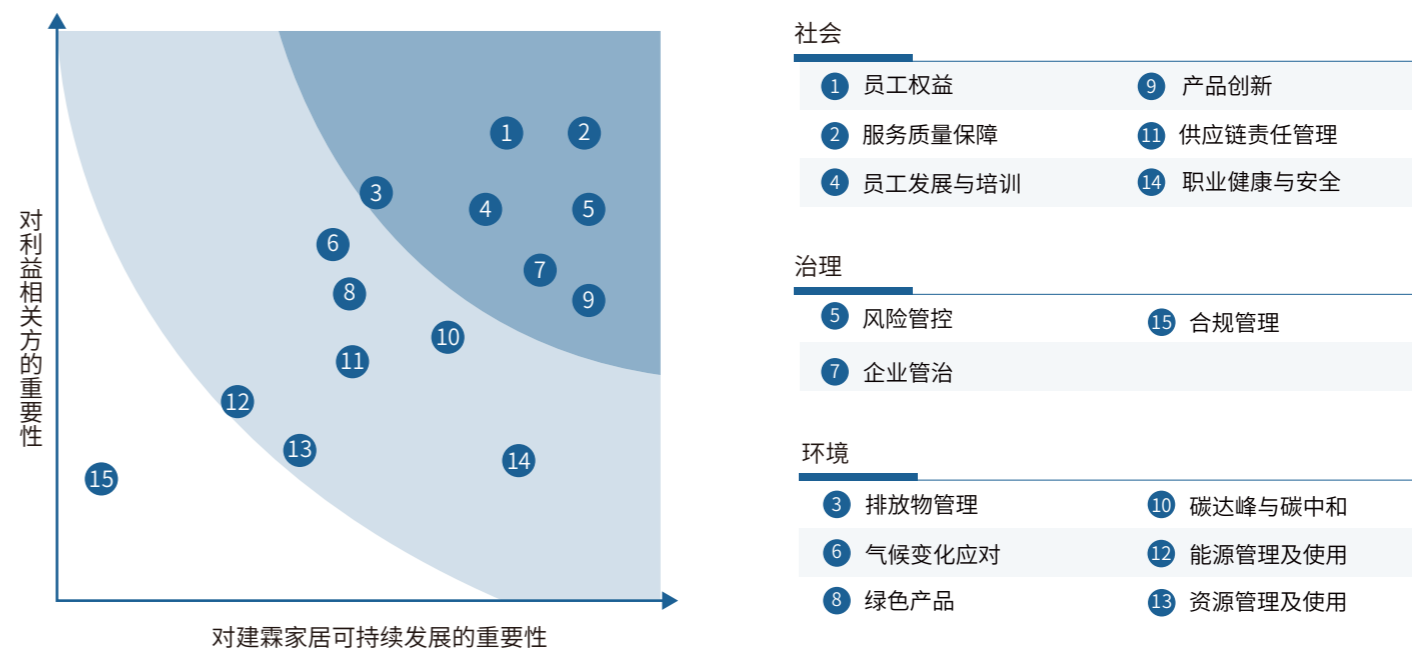 对利益相关方的重要性
1
2
3
4
5
6
7
8
9
10
11
12
13
14
15
对建霖家居可持续发展的重要性
社会
1 员工权益
9 产品创新
2 服务质量保障
11 供应链责任管理
4 员工发展与培训
14 职业健康与安全
治理
5 风险管控
15 合规管理
7 企业管治
环境
3 排放物管理
10 碳达峰与碳中和
6 气候变化应对
12 能源管理及使用
8 绿色产品
13 资源管理及使用